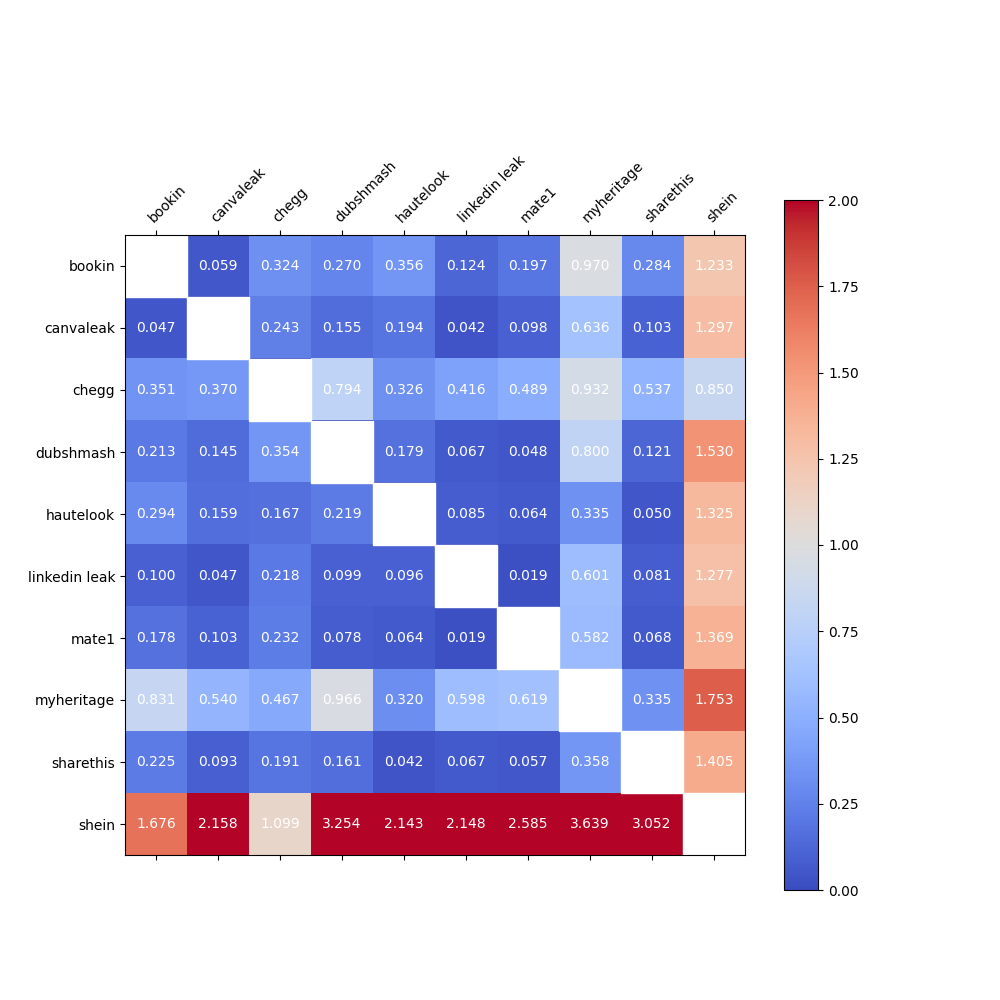 bookin canvaleak chegg dubshmash hautelook linkedin leak mate1 myheritage sharethis shein
bookin 0.059 0.324 0.270 0.356 0.124 0.197 0.970 0.284 1.233
canvaleak 0.047 0.243 0.155 0.194 0.042 0.098 0.636 0.103 1.297
chegg 0.351 0.370 0.794 0.326 0.416 0.489 0.932 0.537 0.850
dubshmash 0.213 0.145 0.354 0.179 0.067 0.048 0.800 0.121 1.530
hautelook 0.294 0.159 0.167 0.219 0.085 0.064 0.335 0.050 1.325
linkedin leak 0.100 0.047 0.218 0.099 0.096 0.019 0.601 0.081 1.277
mate1 0.178 0.103 0.232 0.078 0.064 0.019 0.582 0.068 1.369
myheritage 0.831 0.540 0.467 0.966 0.320 0.598 0.619 0.335 1.753
sharethis 0.225 0.093 0.191 0.161 0.042 0.067 0.057 0.358 1.405
shein 1.676 2.158 1.099 3.254 2.143 2.148 2.585 3.639 3.052
2.00
1.75
1.50
1.25
1.00
0.75
0.50
0.25
0.00